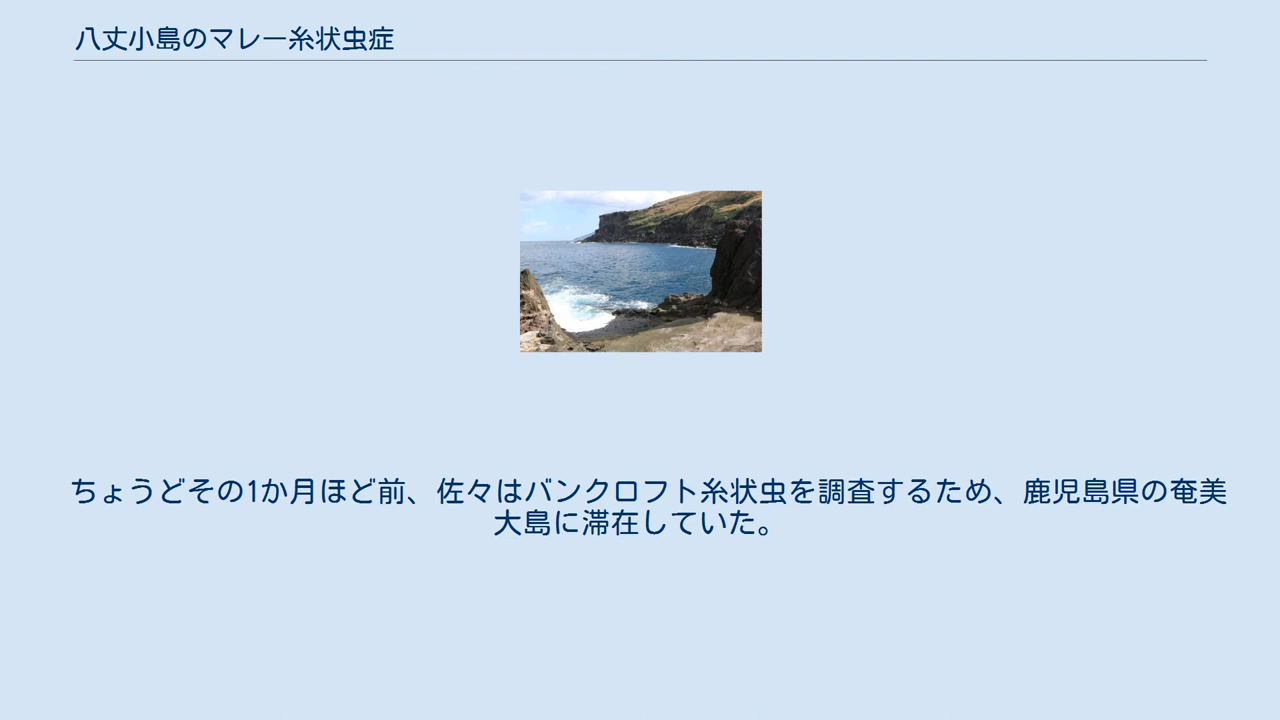 八丈小島のマレー糸状虫症
ちょうどその1か月ほど前、佐々はバンクロフト糸状虫を調査するため、鹿児島県の奄美
大島に滞在していた。